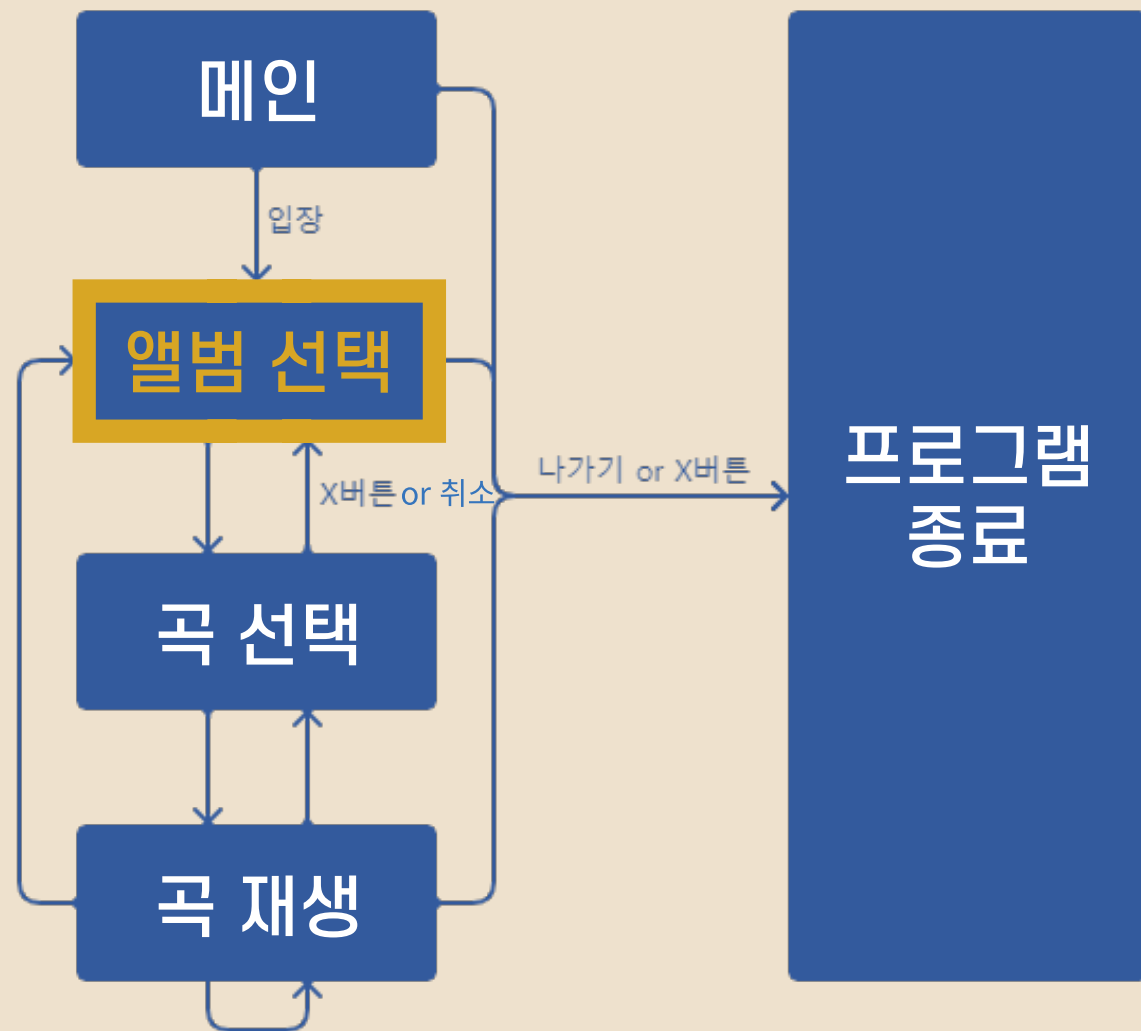 메인
입장
앨범 선택
X버튼 or 취소
나가기 or X버튼
프로그램
종료
곡 선택
곡 재생